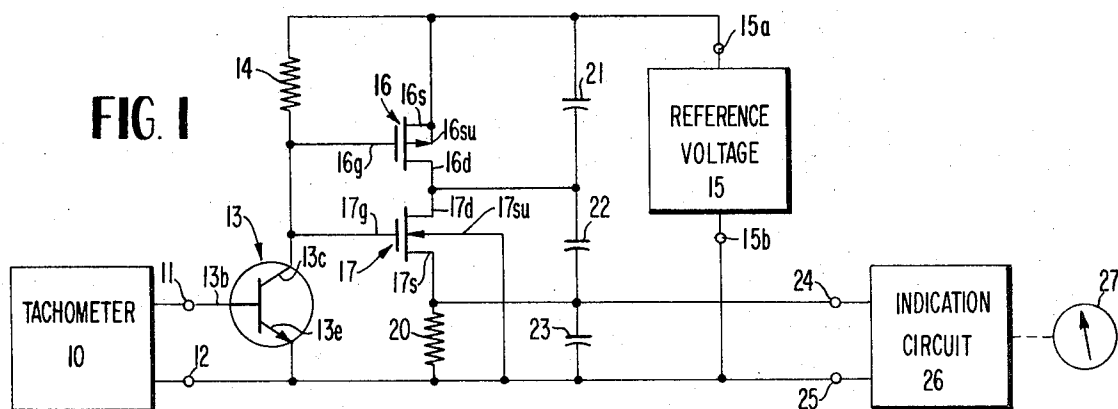 FIG. 1
14
16
16s
16su
16g
16d
21
15a
REFERENCE
VOLTAGE
15
15b
13
17g
17d
17su
17
17s
22
TACHOMETER
10
11
13b
13c
13e
12
20
23
24
25
INDICATION
CIRCUIT
26
27